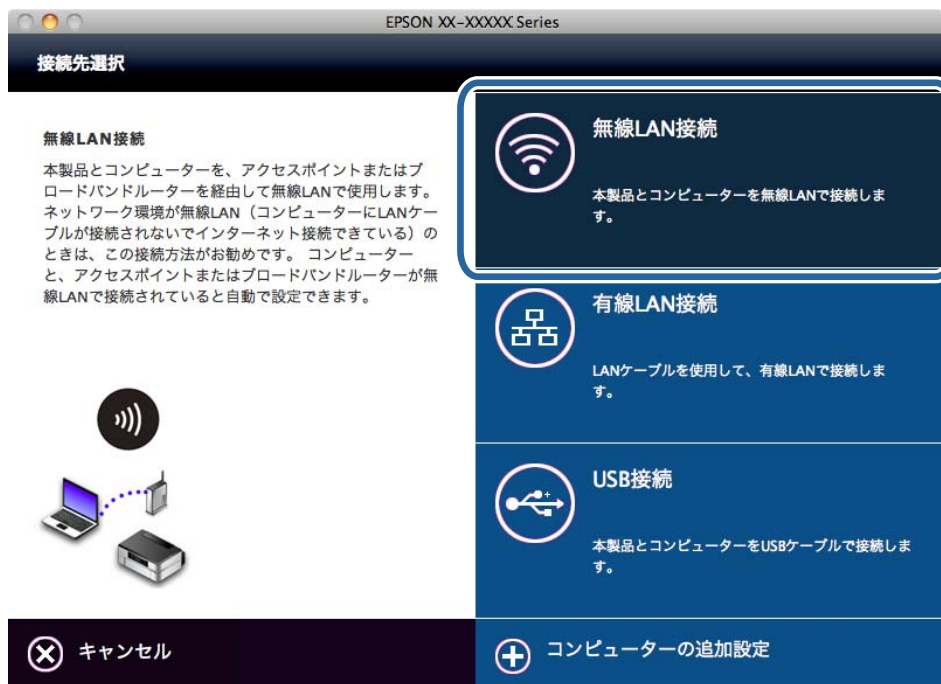 EPSON XX-XXXXX Series
接続先選択
無線LAN接続
本製品とコンピューターを、アクセスポイントまたはブ
ロードバンドルーターを経由して無線LANで使用します。
ネットワーク環境が無線LAN（コンピューターにLANケー
ブルが接続されないでインターネット接続できている）の
ときは、この接続方法がお勧めです。 コンピューター
と、アクセスポイントまたはブロードバンドルーターが無
線LANで接続されていると自動で設定できます。
無線LAN接続
本製品とコンピューターを無線LANで接続しま
す。
有線LAN接続
LANケーブルを使用して、有線LANで接続しま
す。
USB接続
本製品とコンピューターをUSBケーブルで接続しま
す。
キャンセル
コンピューターの追加設定